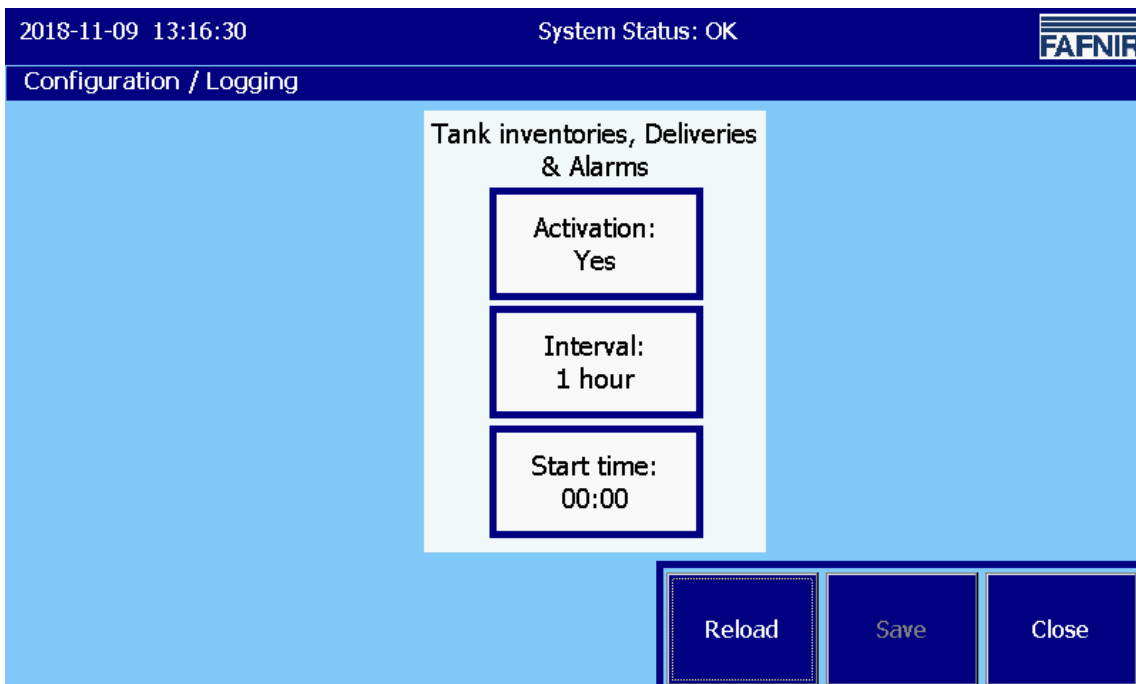 2018-11-09 13:16:30
System Status: OK
FAFNIR
Configuration / Logging
Tank inventories, Deliveries
& Alarms
Activation:
Yes
Interval:
1 hour
Start time:
00:00
Reload
Save
Close